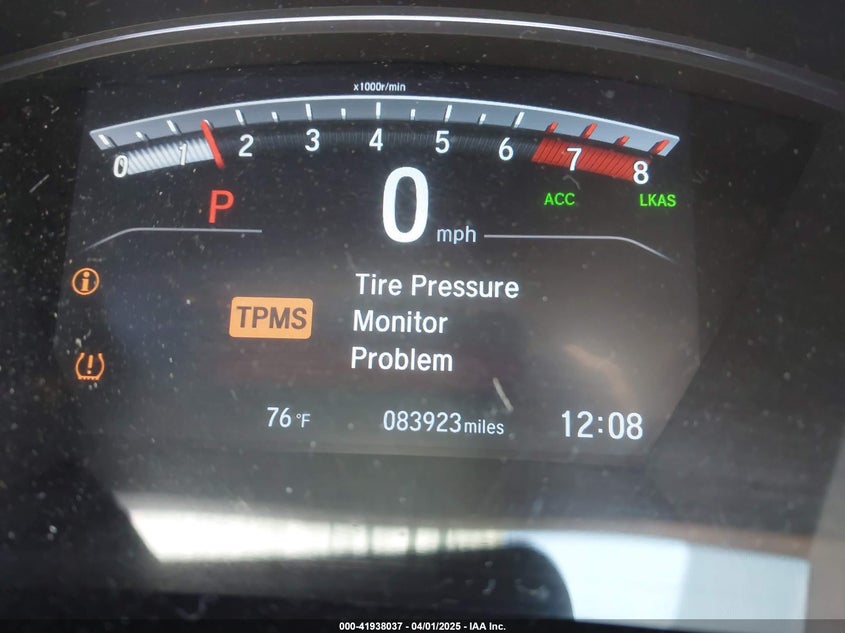 x1000r/min
0 1 2 3 4 5 6 7 8
P 0 mph ACC LKAS
Tire Pressure
TPMS Monitor
Problem
76 °F 083923 miles 12:08
000-41938037 - 04/01/2025 - IAA Inc.